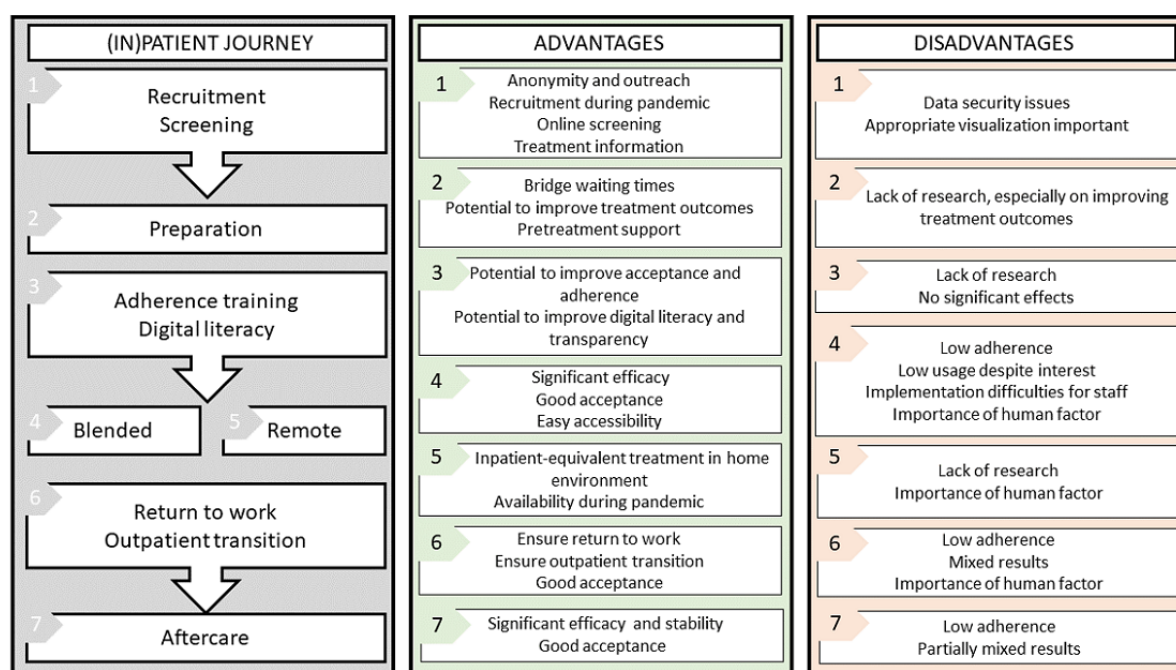 (IN)PATIENT JOURNEY
1
Recruitment
Screening
2
Preparation
3
Adherence training
Digital literacy
4
Blended
5
Remote
6
Return to work
Outpatient transition
7
Aftercare
ADVANTAGES
1
Anonymity and outreach
Recruitment during pandemic
Online screening
Treatment information
2
Bridge waiting times
Potential to improve treatment outcomes
Pretreatment support
3
Potential to improve acceptance and
adherence
Potential to improve digital literacy and
transparency
4
Significant efficacy
Good acceptance
Easy accessibility
5
Inpatient-equivalent treatment in home
environment
Availability during pandemic
6
Ensure return to work
Ensure outpatient transition
Good acceptance
7
Significant efficacy and stability
Good acceptance
DISADVANTAGES
1
Data security issues
Appropriate visualization important
2
Lack of research, especially on improving
treatment outcomes
3
Lack of research
No significant effects
4
Low adherence
Low usage despite interest
Implementation difficulties for staff
Importance of human factor
5
Lack of research
Importance of human factor
6
Low adherence
Mixed results
Importance of human factor
7
Low adherence
Partially mixed results